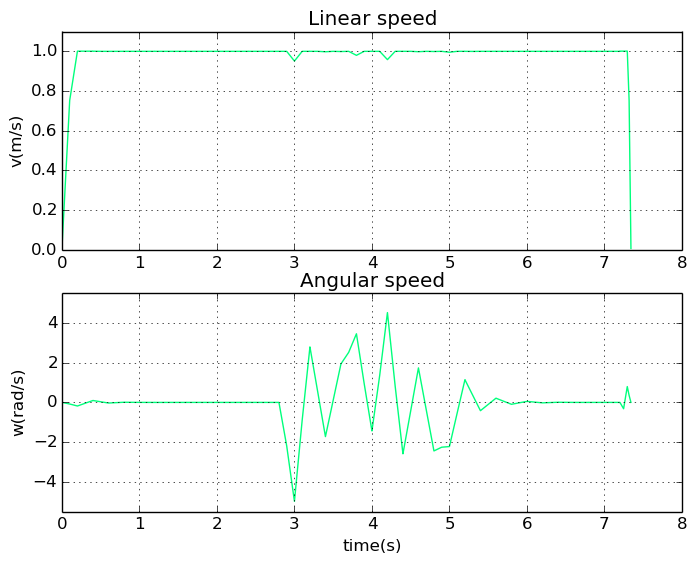 Linear speed
1.0
0.8
0.6
0.4
0.2
0.0
v(m/s)
0 1 2 3 4 5 6 7 8
Angular speed
4
2
0
−2
−4
w(rad/s)
0 1 2 3 4 5 6 7 8
time(s)